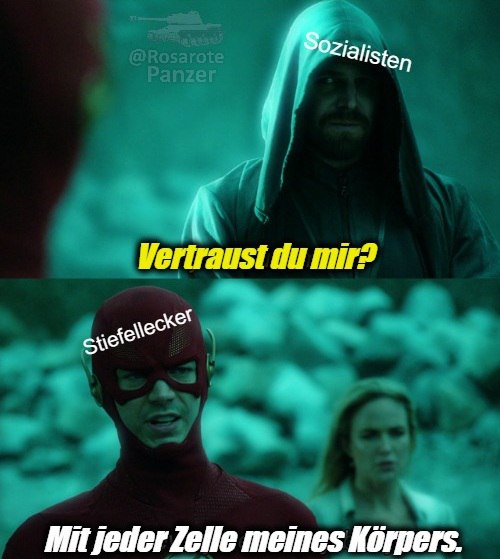 @Rosarote
Panzer
Sozialisten
Vertraust du mir?
Stiefellecker
Mit jeder Zelle meines Körpers.